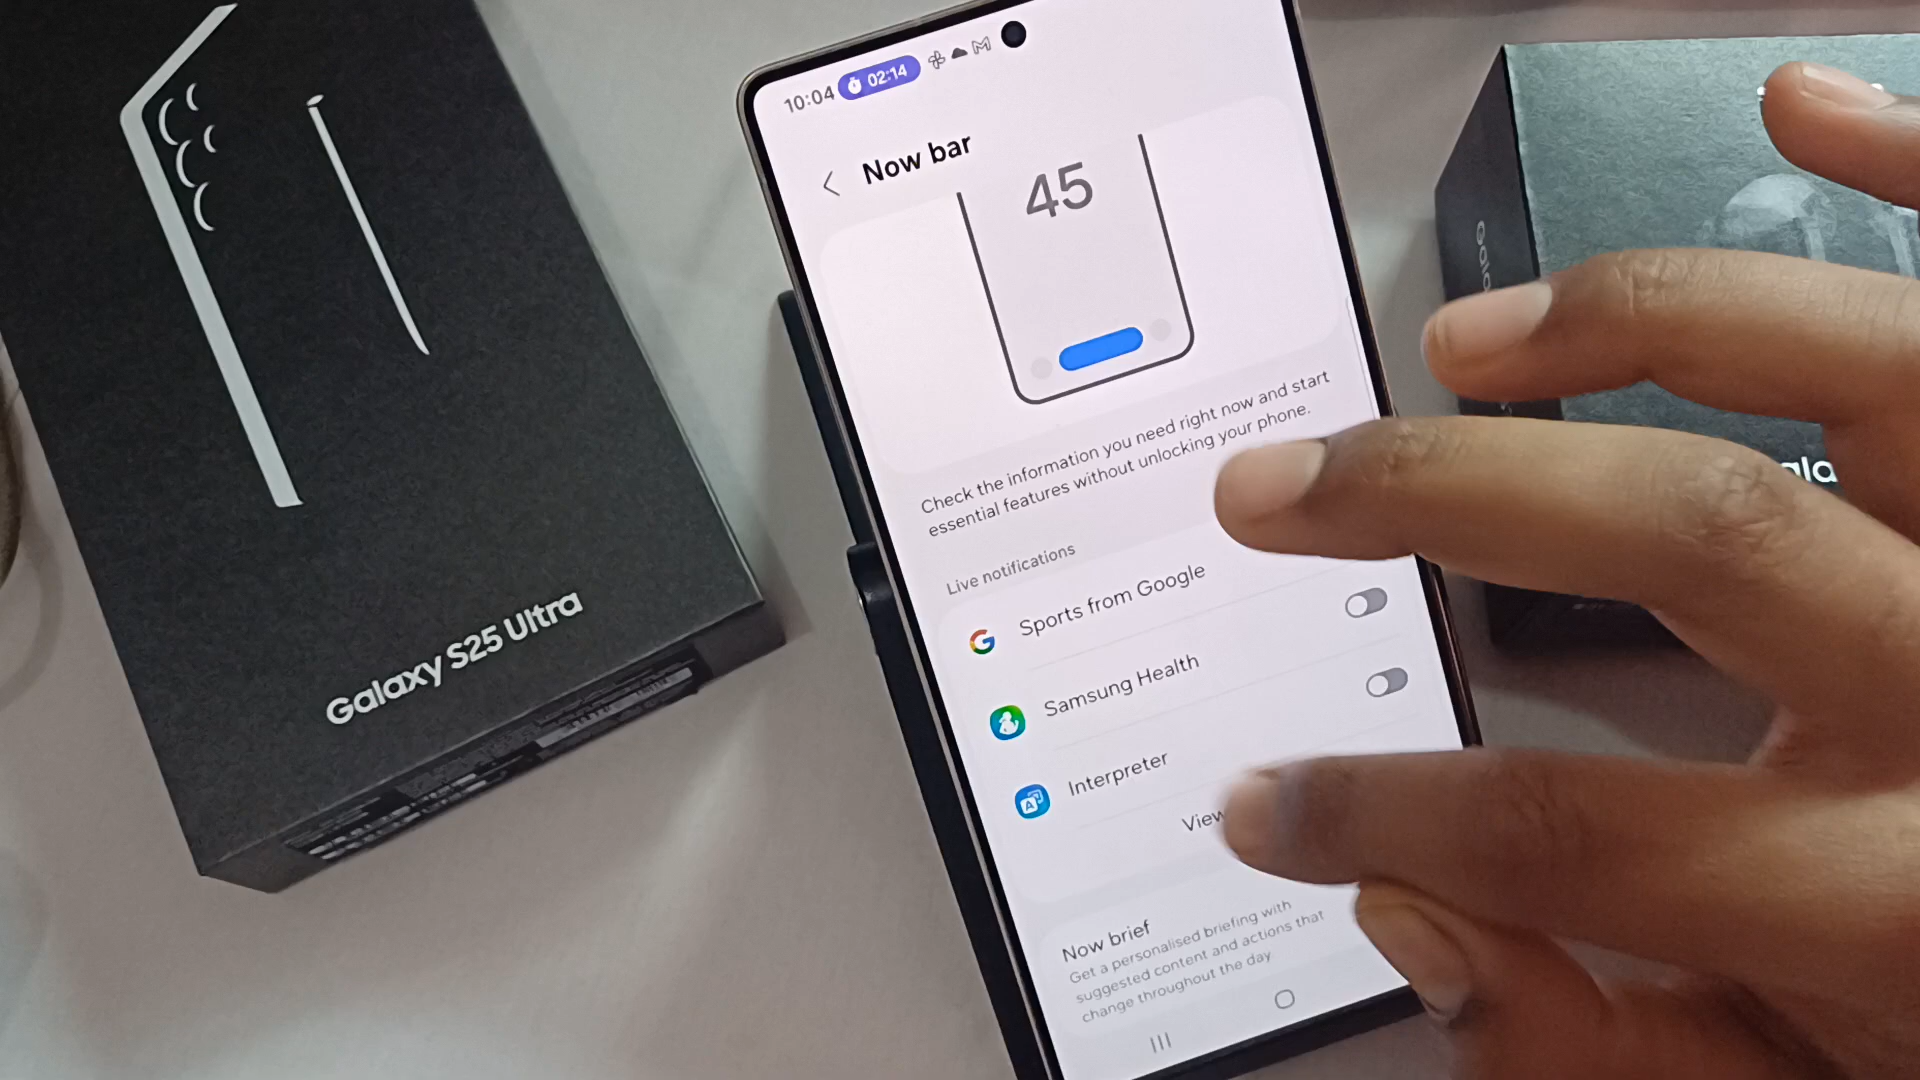 10:04 02:14
Now bar
45
Check the information you need right now and start
essential features without unlocking your phone.
Live notifications
Sports from Google
Samsung Health
Interpreter
View
Now brief
Get a personalised briefing with
suggested content and actions that
change throughout the day
Galaxy S25 Ultra